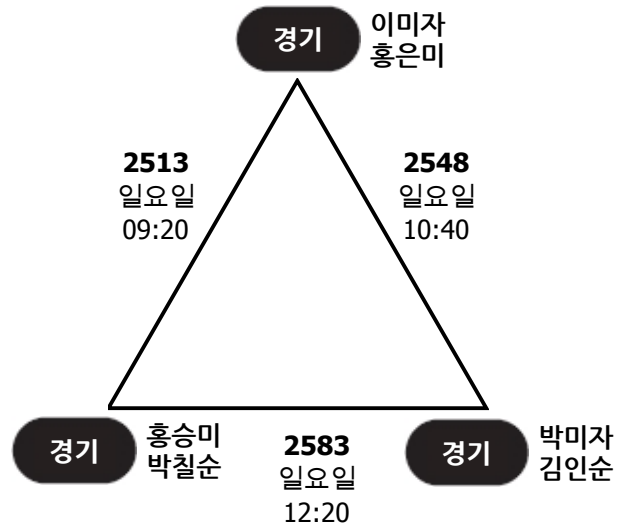 경기
이미자
홍은미
2513
일요일
09:20
2548
일요일
10:40
경기
홍승미
박칠순
2583
일요일
12:20
경기
박미자
김인순